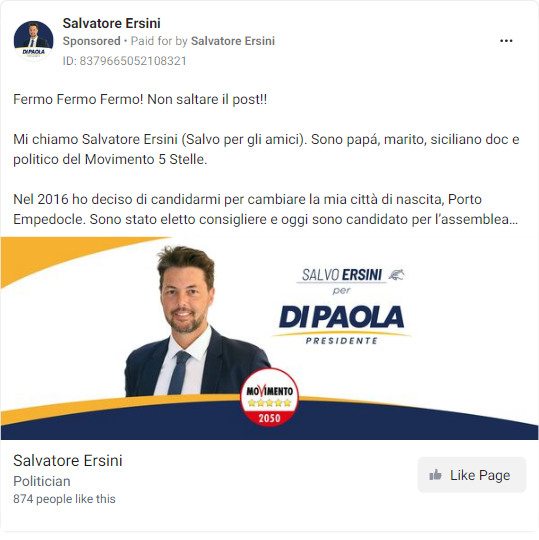 Salvatore Ersini
Sponsored • Paid for by Salvatore Ersini
ID: 8379665052108321
Fermo Fermo Fermo! Non saltare il post!!
Mi chiamo Salvatore Ersini (Salvo per gli amici). Sono papá, marito, siciliano doc e
politico del Movimento 5 Stelle.
Nel 2016 ho deciso di candidarmi per cambiare la mia città di nascita, Porto
Empedocle. Sono stato eletto consigliere e oggi sono candidato per l’assemblea...
SALVO ERSINI
per
DI PAOLA
PRESIDENTE
MOVIMENTO
2050
Salvatore Ersini
Politician
874 people like this
Like Page